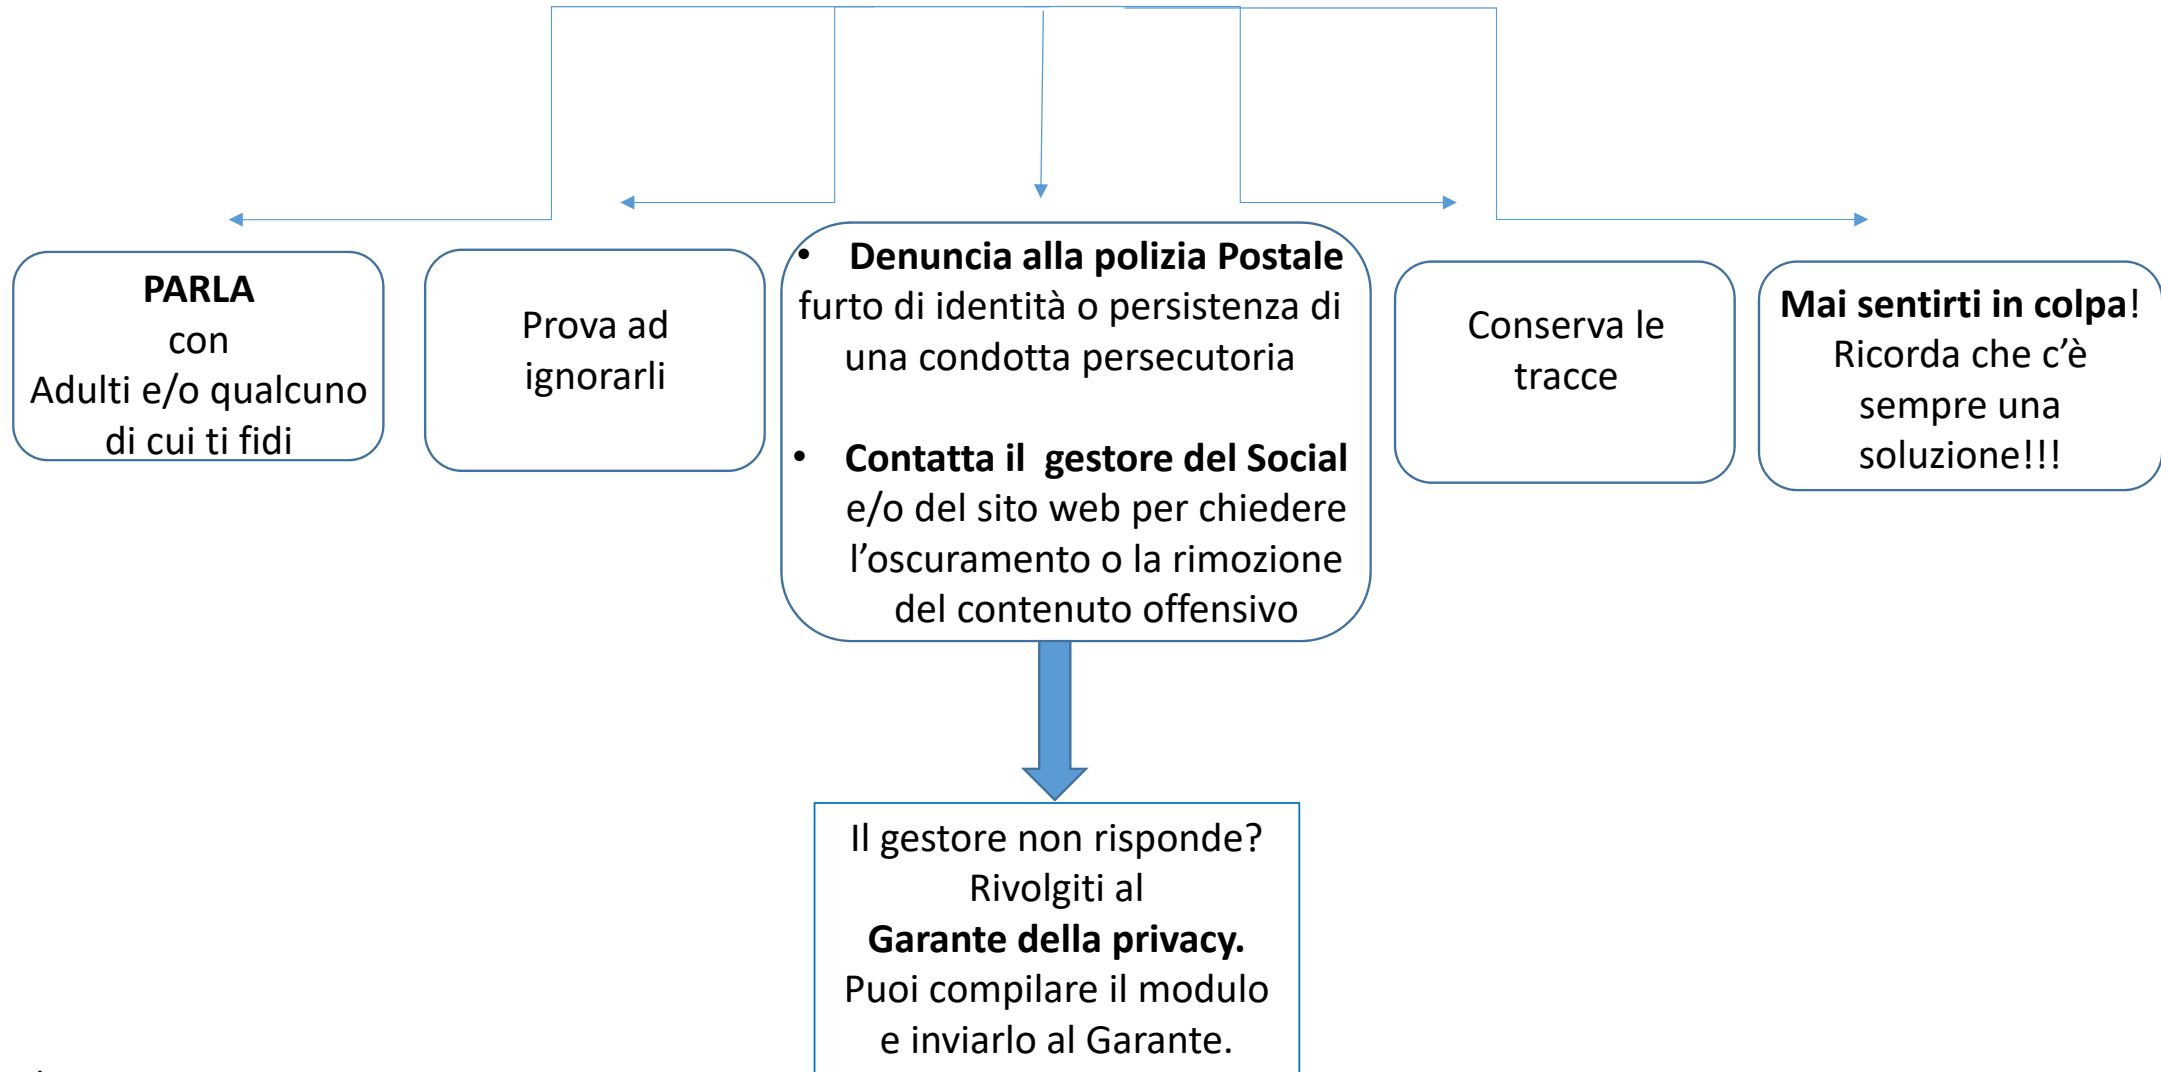 PARLA
con
Adulti e/o qualcuno
di cui ti fidi
Prova ad
ignorarli
• Denuncia alla polizia Postale
furto di identità o persistenza di
una condotta persecutoria
• Contatta il gestore del Social
e/o del sito web per chiedere
l’oscuramento o la rimozione
del contenuto offensivo
Conserva le
tracce
Mai sentirti in colpa!
Ricorda che c’è
sempre una
soluzione!!!
Il gestore non risponde?
Rivolgiti al
Garante della privacy.
Puoi compilare il modulo
e inviarlo al Garante.